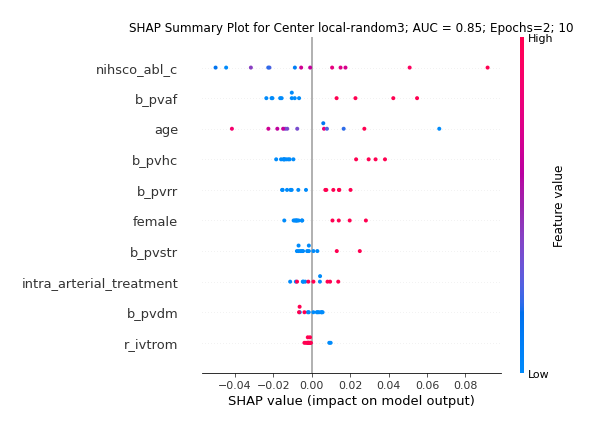 SHAP Summary Plot for Center local-random3; AUC = 0.85; Epochs=2; 10
High
nihsco_abl_c
b_pvaf
age
b_pvhc
b_pvrr
female
b_pvstr
intra_arterial_treatment
b_pvdm
r_ivtrom
Feature value
Low
−0.04 −0.02 0.00 0.02 0.04 0.06 0.08
SHAP value (impact on model output)